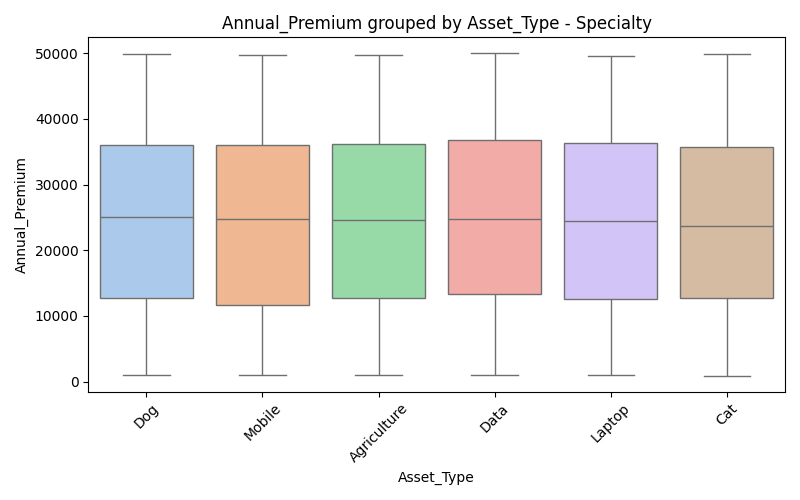 Annual_Premium grouped by Asset_Type - Specialty
50000
40000
30000
20000
10000
0
Annual_Premium
Dog
Mobile
Agriculture
Data
Laptop
Cat
Asset_Type